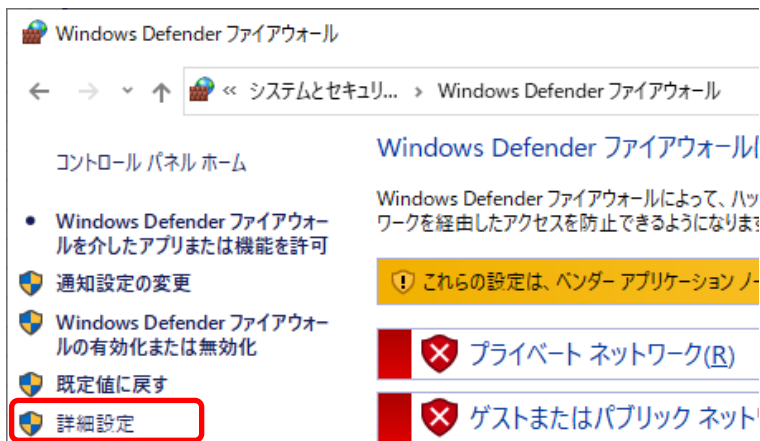 Windows Defender ファイアウォール
« システムとセキュリ... › Windows Defender ファイアウォール
コントロール パネル ホーム
• Windows Defender ファイアウォー
ルを介したアプリまたは機能を許可
通知設定の変更
Windows Defender ファイアウォー
ルの有効化または無効化
既定値に戻す
詳細設定
Windows Defender ファイアウォール
Windows Defender ファイアウォールによって、ハッ
ワークを経由したアクセスを防止できるようになりま
これらの設定は、ベンダー アプリケーション ノー
プライベート ネットワーク(R)
ゲストまたはパブリック ネット